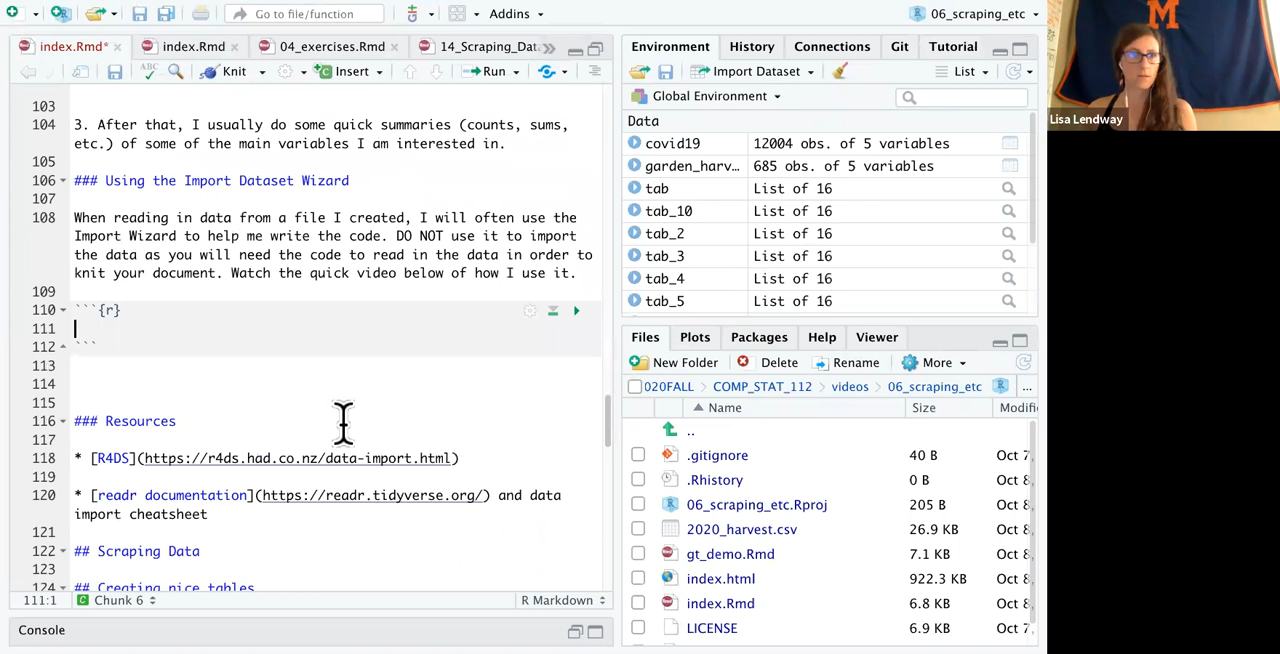 Go to file/function
Addins
06_scraping_etc
index.Rmd*
index.Rmd
04_exercises.Rmd
14_Scraping_Dat
ABC
Knit
Insert
Run
103
104 3. After that, I usually do some quick summaries (counts, sums,
etc.) of some of the main variables I am interested in.
105
106 ### Using the Import Dataset Wizard
107
108 When reading in data from a file I created, I will often use the
Import Wizard to help me write the code. DO NOT use it to import
the data as you will need the code to read in the data in order to
knit your document. Watch the quick video below of how I use it.
109
110 ```{r}
111
112 ```
113
114
115
116 ### Resources
117
118 * [R4DS](https://r4ds.had.co.nz/data-import.html)
119
120 * [readr documentation](https://readr.tidyverse.org/) and data
import cheatsheet
121
122 ## Scraping Data
123
124 ## Creating nice tables
111:1 Chunk 6 R Markdown
Console
Environment History Connections Git Tutorial
Import Dataset List
Global Environment
Data
covid19 12004 obs. of 5 variables
garden_harv... 685 obs. of 5 variables
tab List of 16
tab_10 List of 16
tab_2 List of 16
tab_3 List of 16
tab_4 List of 16
tab_5 List of 16
Files Plots Packages Help Viewer
New Folder Delete Rename More
020FALL > COMP_STAT_112 > videos > 06_scraping_etc ...
Name Size Modifi
..
.gitignore 40 B Oct 7,
.Rhistory 0 B Oct 7,
06_scraping_etc.Rproj 205 B Oct 8,
2020_harvest.csv 26.9 KB Oct 8,
gt_demo.Rmd 7.1 KB Oct 8,
index.html 922.3 KB Oct 8,
index.Rmd 6.8 KB Oct 8,
LICENSE 6.9 KB Oct 7,
M
Lisa Lendway